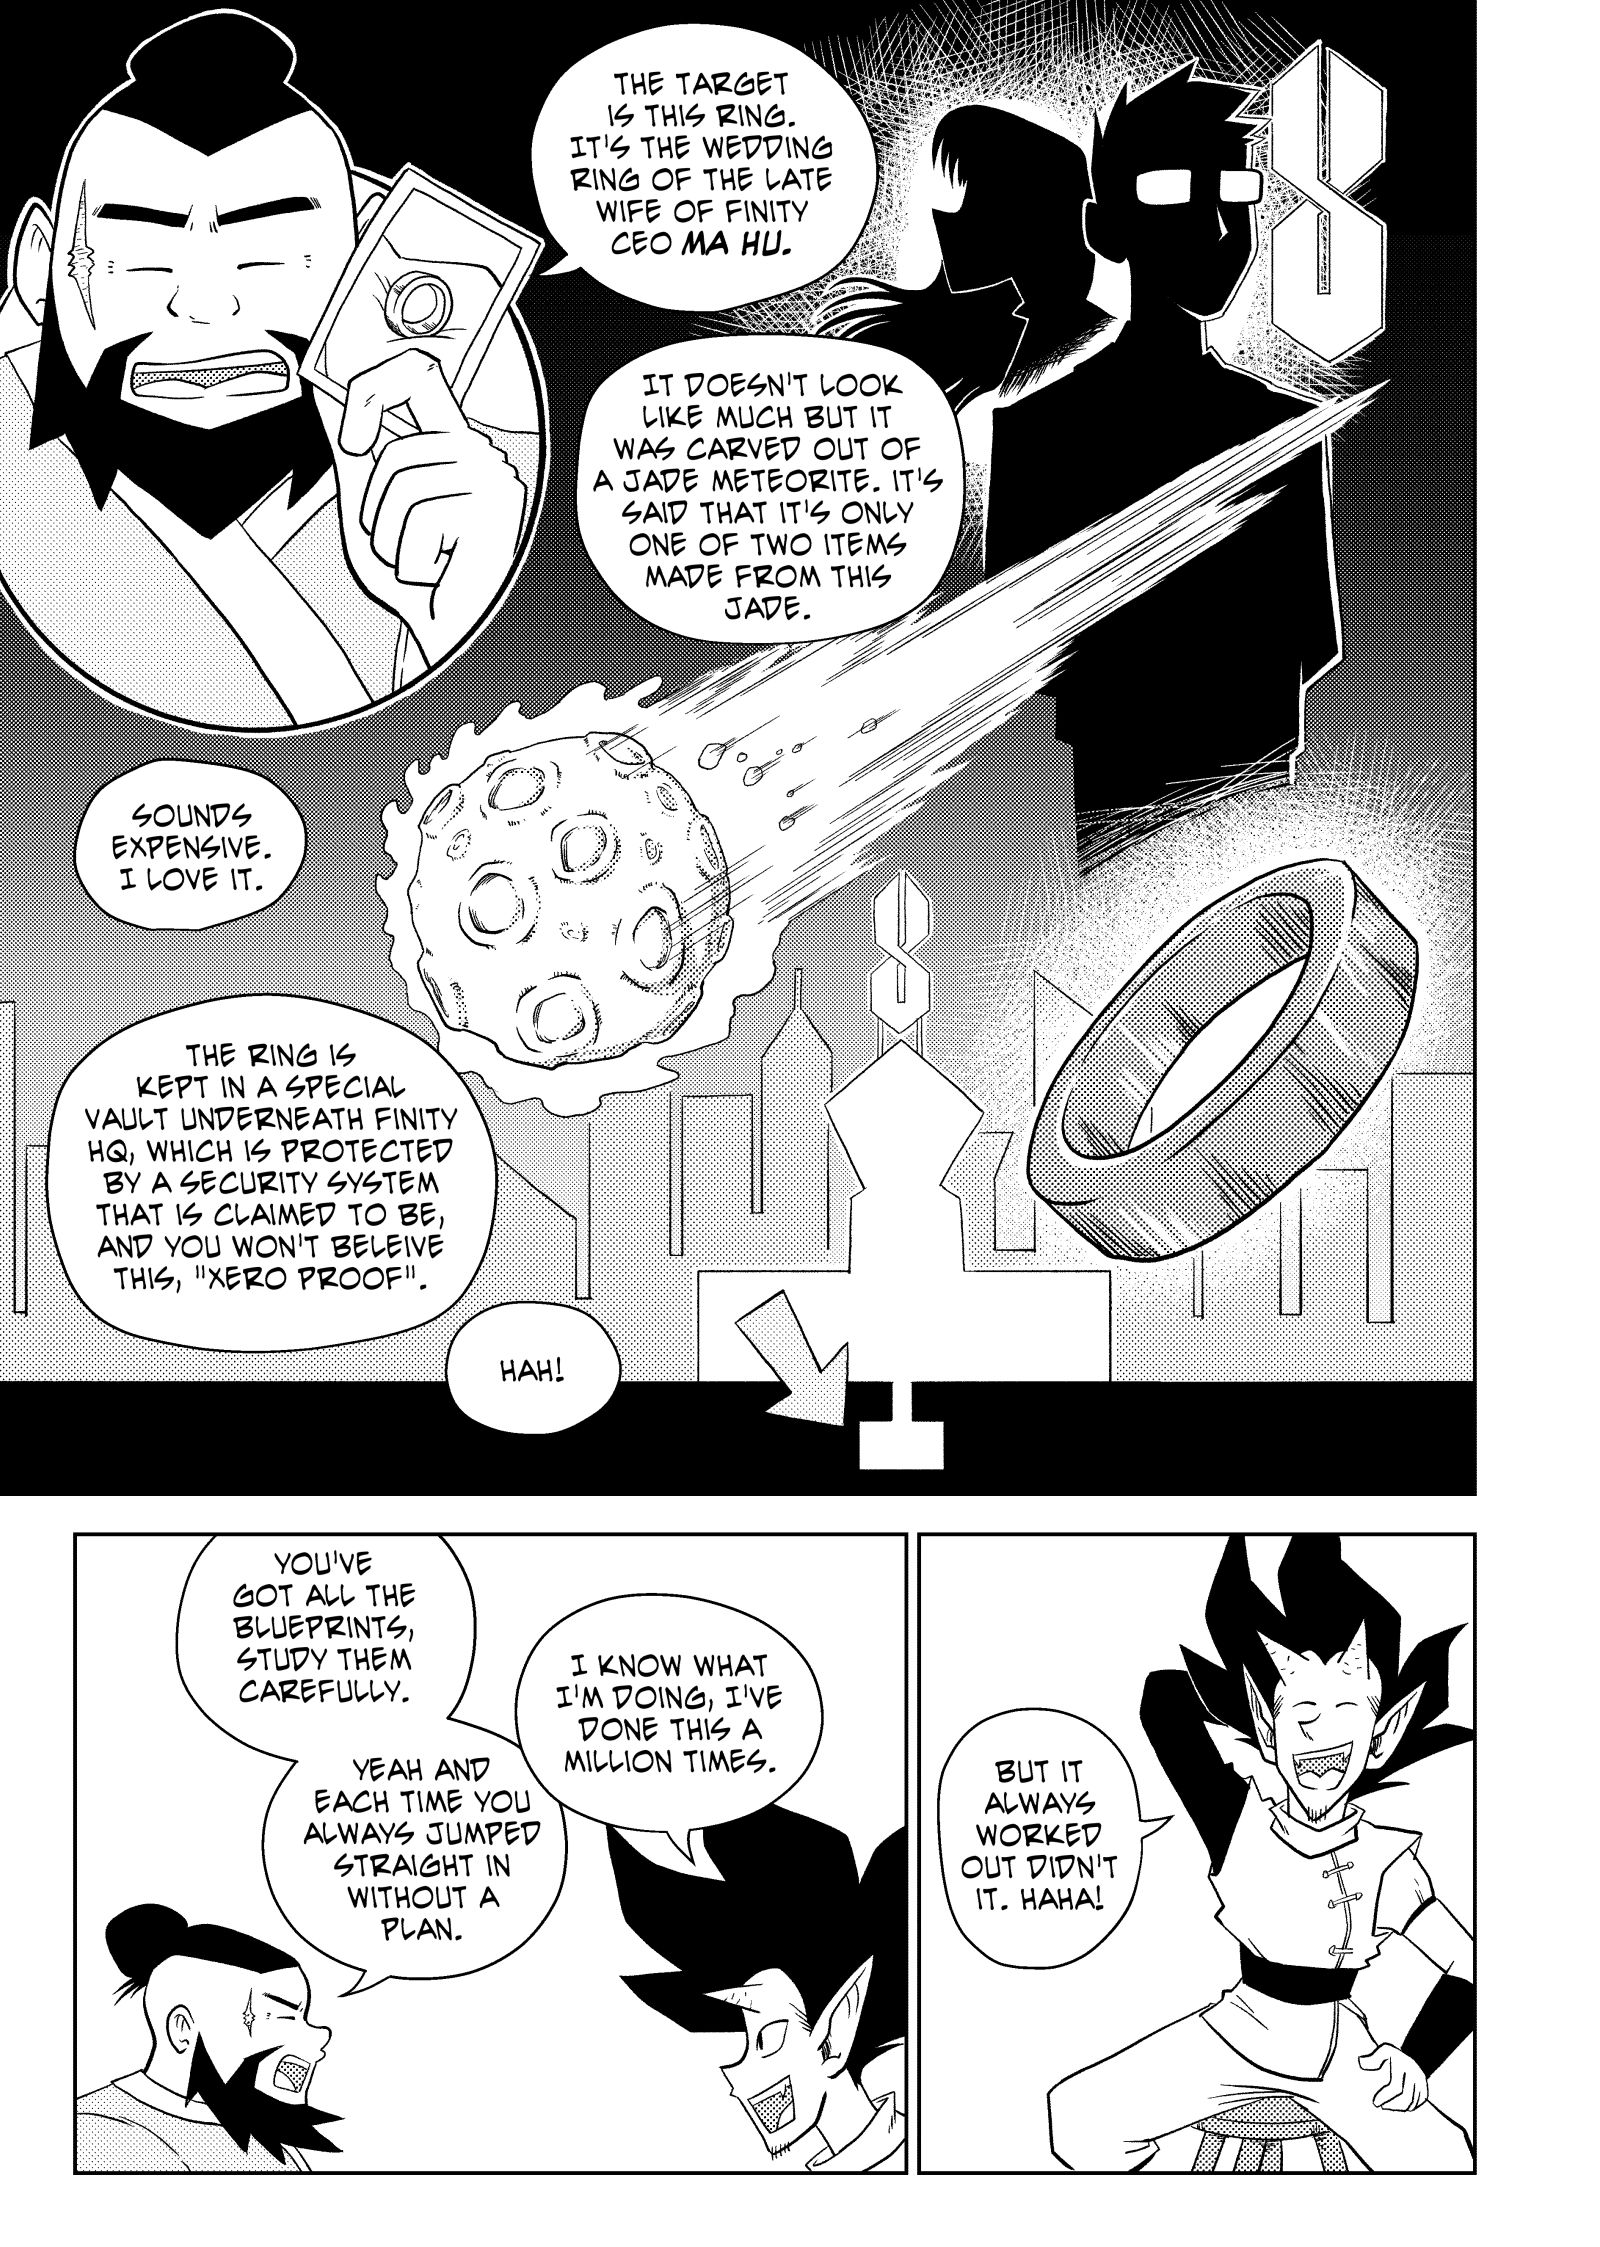 THE TARGET
IS THIS RING.
IT'S THE WEDDING
RING OF THE LATE
WIFE OF FINITY
CEO MA HU.
IT DOESN'T LOOK
LIKE MUCH BUT IT
WAS CARVED OUT OF
A JADE METEORITE. IT'S
SAID THAT IT'S ONLY
ONE OF TWO ITEMS
MADE FROM THIS
JADE.
SOUNDS
EXPENSIVE.
I LOVE IT.
THE RING IS
KEPT IN A SPECIAL
VAULT UNDERNEATH FINITY
HQ, WHICH IS PROTECTED
BY A SECURITY SYSTEM
THAT IS CLAIMED TO BE,
AND YOU WON'T BELEIVE
THIS, "XERO PROOF".
HAH!
YOU'VE
GOT ALL THE
BLUEPRINTS,
STUDY THEM
CAREFULLY.
I KNOW WHAT
I'M DOING, I'VE
DONE THIS A
MILLION TIMES.
YEAH AND
EACH TIME YOU
ALWAYS JUMPED
STRAIGHT IN
WITHOUT A
PLAN.
BUT IT
ALWAYS
WORKED
OUT DIDN'T
IT. HAHA!